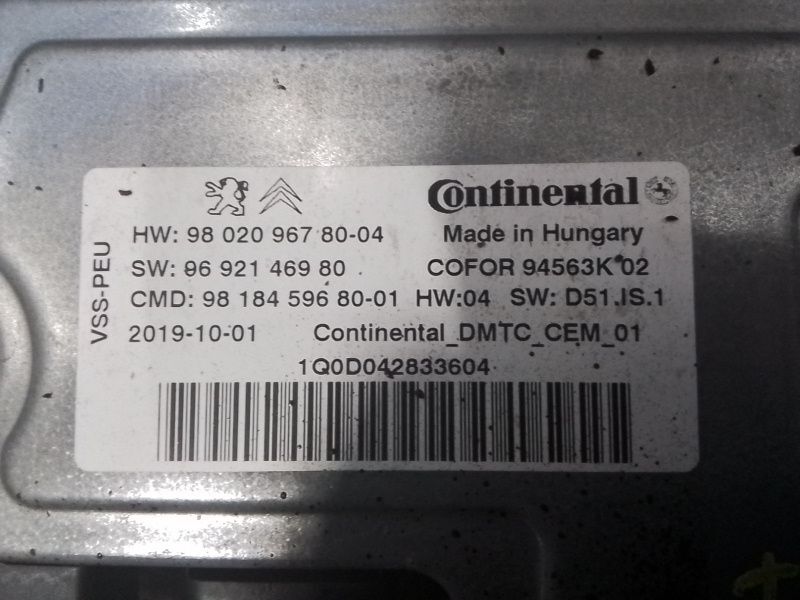 Continental
HW: 98 020 967 80-04 Made in Hungary
SW: 96 921 469 80 COFOR 94563K 02
CMD: 98 184 596 80-01 HW:04 SW: D51.IS.1
2019-10-01 Continental_DMTC_CEM_01
1Q0D042833604
VSS-PEU